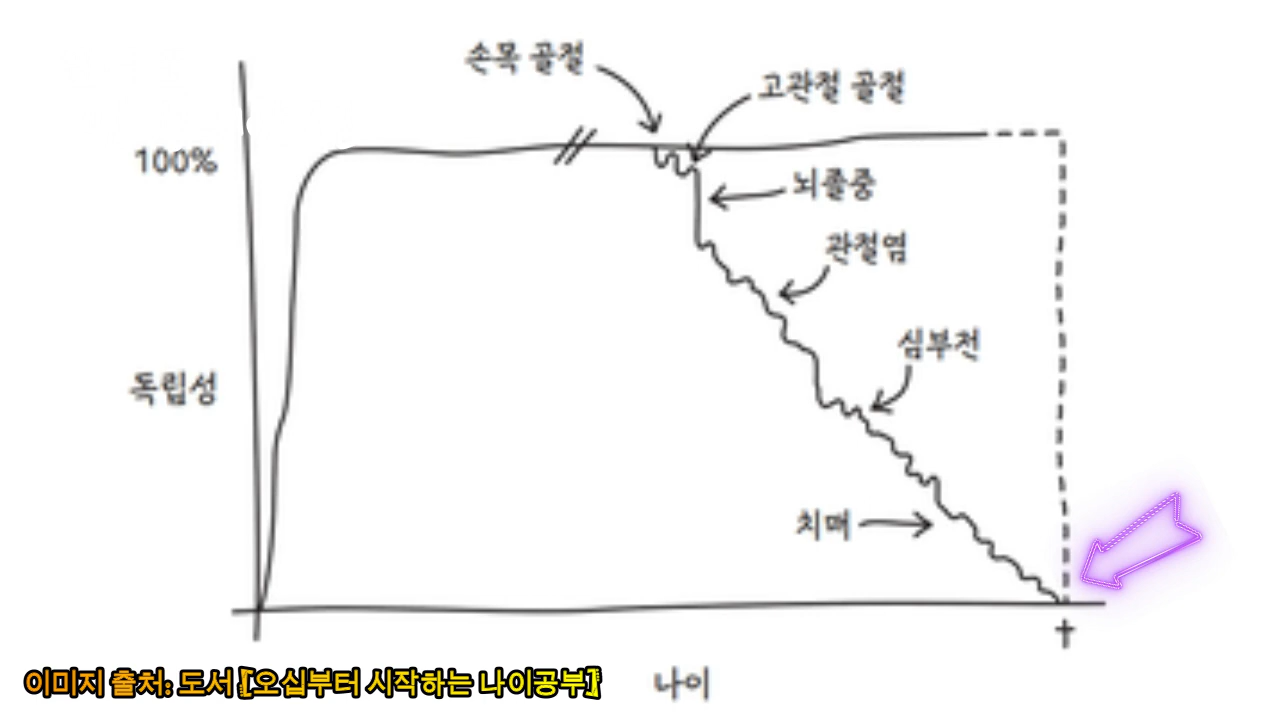 손목 골절
고관절 골절
100%
뇌졸중
관절염
심부전
독립성
치매
†
이미지 출처: 도서 [오십부터 시작하는 나이공부]
나이